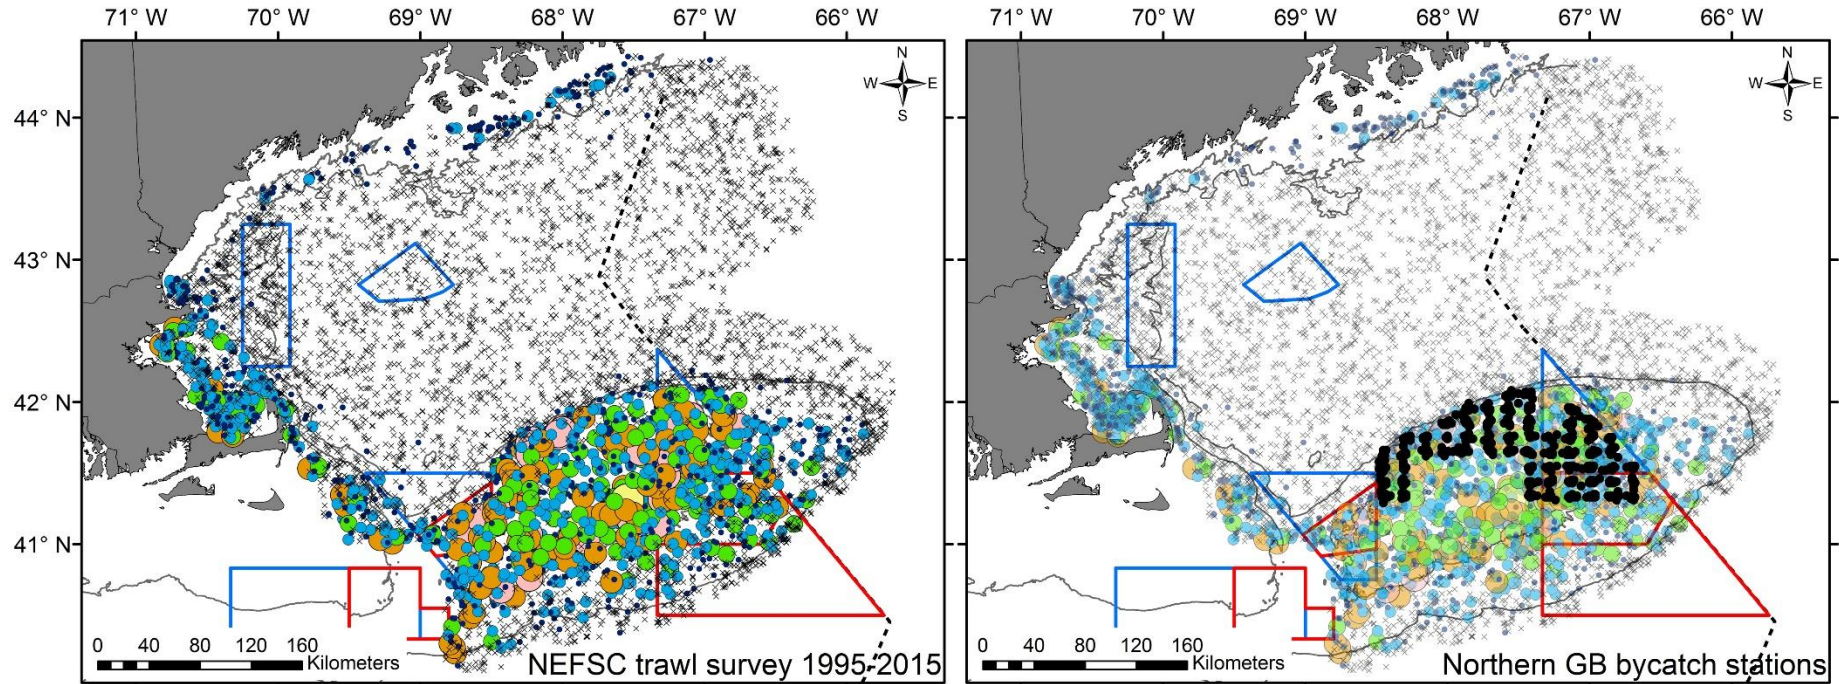 71° W 70° W 69° W 68° W 67° W 66° W 71° W 70° W 69° W 68° W 67° W 66° W
N N
W E W E
S S
44° N
43° N
42° N
41° N
0 40 80 120 160 0 40 80 120 160
Kilometers Kilometers
NEFSC trawl survey 1995-2015 Northern GB bycatch stations